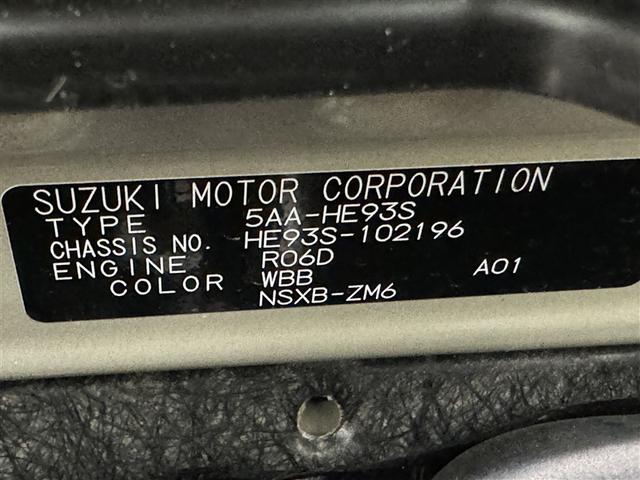 SUZUKI MOTOR CORPORATION
TYPE 5AA-HE93S
CHASSIS NO. HE93S-102196
ENGINE R06D
COLOR WBB A01
NSXB-ZM6